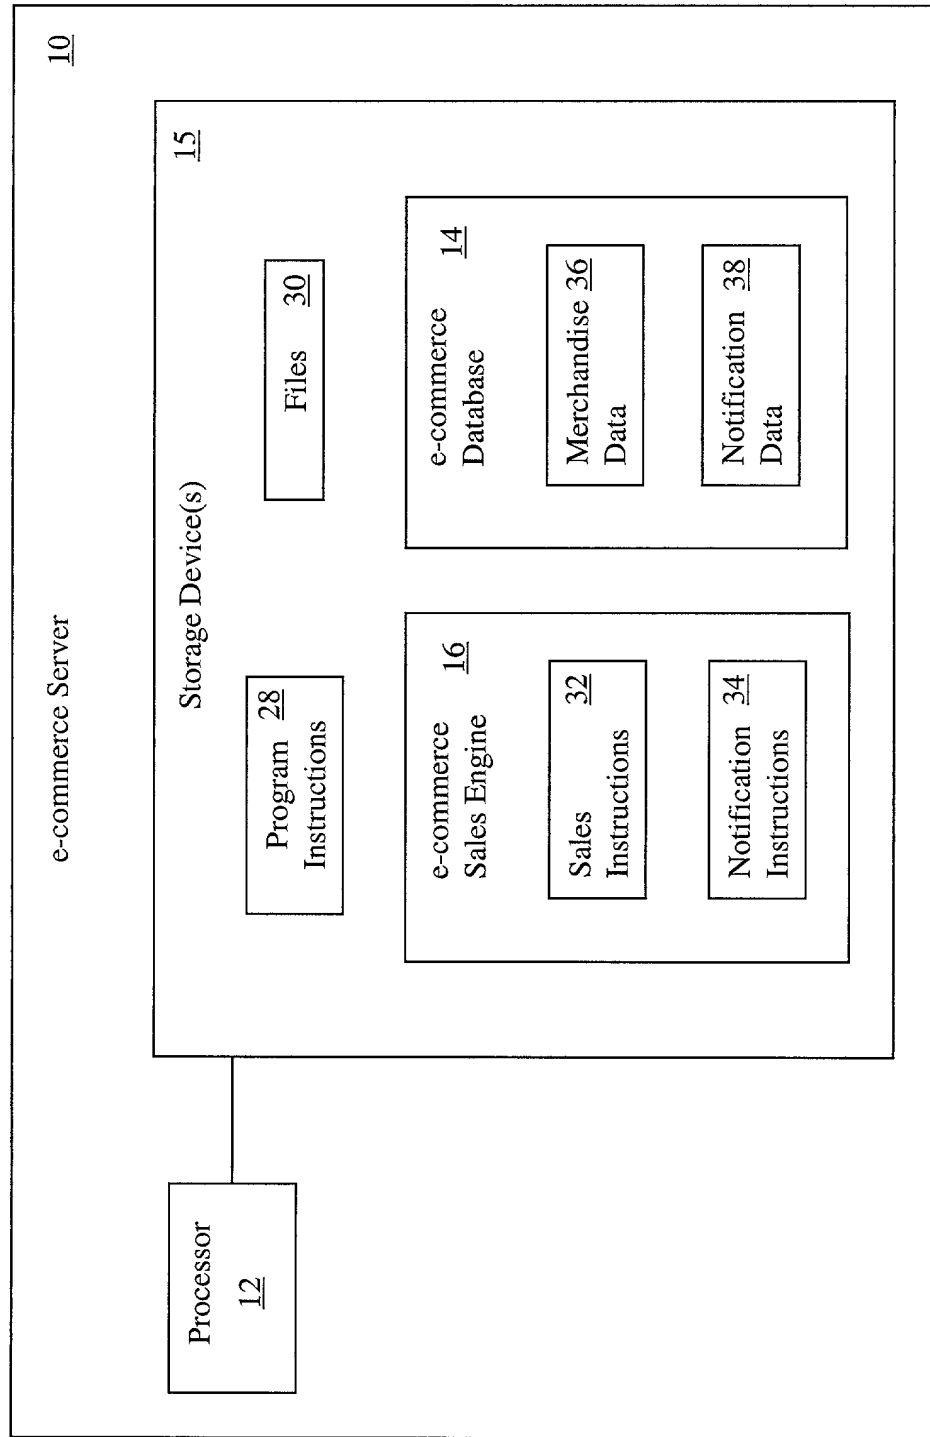 e-commerce Server
10
Processor
12
Storage Device(s)
15
Program 28
Instructions
Files 30
e-commerce
Sales Engine 16
Sales 32
Instructions
Notification 34
Instructions
e-commerce
Database 14
Merchandise 36
Data
Notification 38
Data